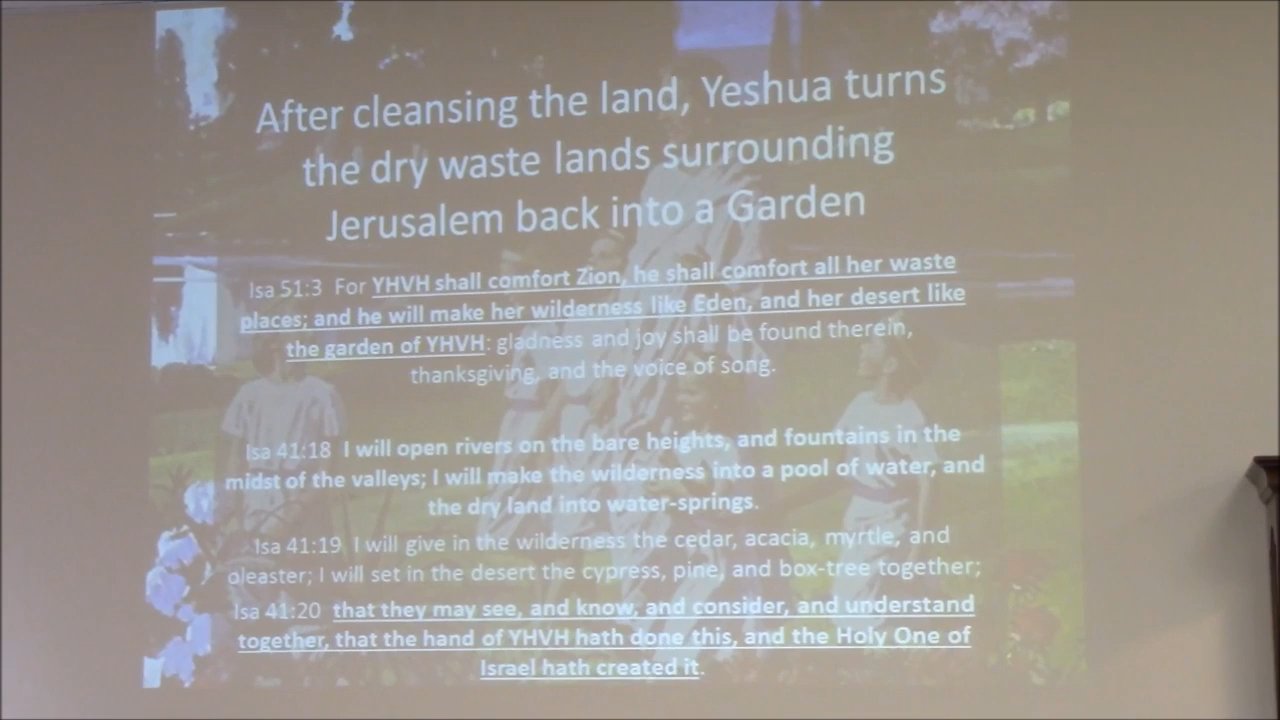 After cleansing the land, Yeshua turns
the dry waste lands surrounding
Jerusalem back into a Garden
Isa 51:3 For YHVH shall comfort Zion, he shall comfort all her waste
places; and he will make her wilderness like Eden, and her desert like
the garden of YHVH: gladness and joy shall be found therein,
thanksgiving, and the voice of song.
Isa 41:18 I will open rivers on the bare heights, and fountains in the
midst of the valleys; I will make the wilderness into a pool of water, and
the dry land into water-springs.
Isa 41:19 I will give in the wilderness the cedar, acacia, myrtle, and
oleaster; I will set in the desert the cypress, pine, and box-tree together;
Isa 41:20 that they may see, and know, and consider, and understand
together, that the hand of YHVH hath done this, and the Holy One of
Israel hath created it.